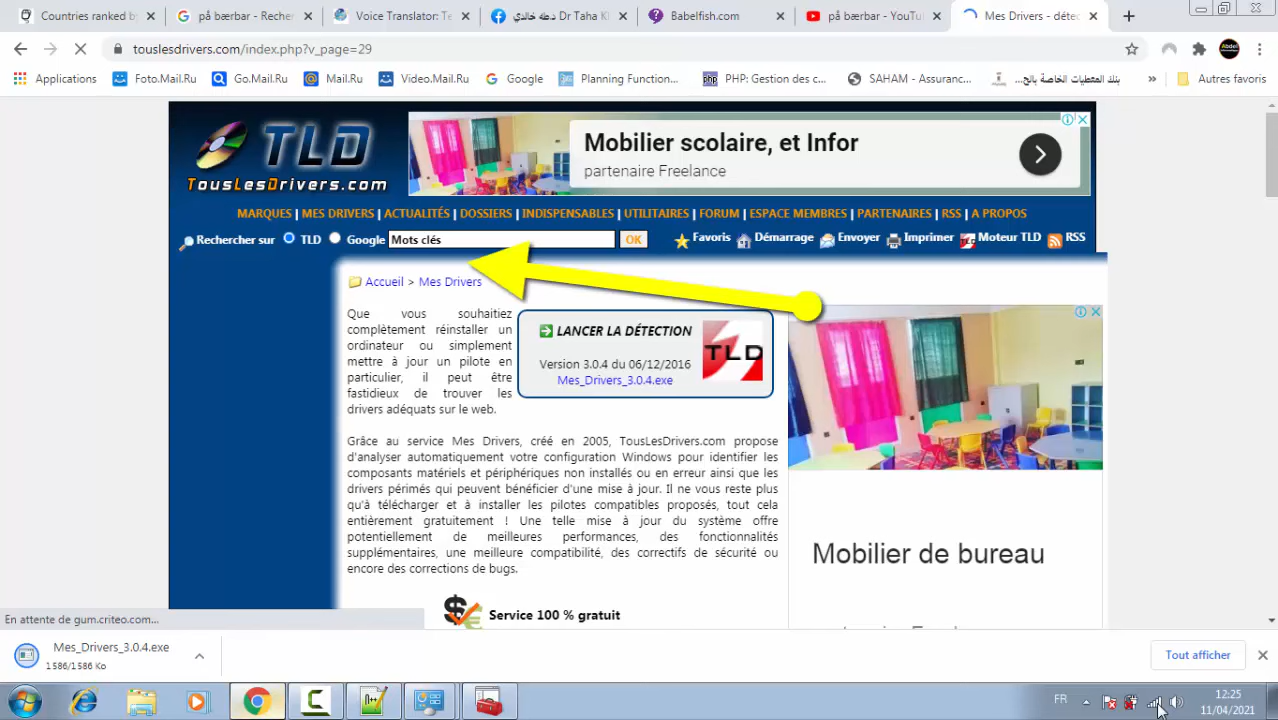 Countries ranked b
på bærbar - Recher
Voice Translator: Te
د.طه خالدي Dr Taha K
Babelfish.com
på bærbar - YouTu
Mes Drivers - déte
touslesdrivers.com/index.php?v_page=29
Applications
Foto.Mail.Ru
Go.Mail.Ru
Mail.Ru
Video.Mail.Ru
Google
Planning Function...
PHP: Gestion des c...
SAHAM - Assuranc...
بنك المعطيات الخاصة بالح...
»
Autres favoris
TLD
TousLesDrivers.com
Mobilier scolaire, et Infor
partenaire Freelance
MARQUES | MES DRIVERS | ACTUALITÉS | DOSSIERS | INDISPENSABLES | UTILITAIRES | FORUM | ESPACE MEMBRES | PARTENAIRES | RSS | A PROPOS
Rechercher sur TLD Google Mots clés OK Favoris Démarrage Envoyer Imprimer Moteur TLD RSS
Accueil > Mes Drivers
Que vous souhaitiez
complètement réinstaller un
ordinateur ou simplement
mettre à jour un pilote en
particulier, il peut être
fastidieux de trouver les
drivers adéquats sur le web.
LANCER LA DÉTECTION
Version 3.0.4 du 06/12/2016
Mes_Drivers_3.0.4.exe
TLD
Grâce au service Mes Drivers, créé en 2005, TousLesDrivers.com propose
d'analyser automatiquement votre configuration Windows pour identifier les
composants matériels et périphériques non installés ou en erreur ainsi que les
drivers périmés qui peuvent bénéficier d'une mise à jour. Il ne vous reste plus
qu'à télécharger et à installer les pilotes compatibles proposés, tout cela
entièrement gratuitement ! Une telle mise à jour du système offre
potentiellement de meilleures performances, des fonctionnalités
supplémentaires, une meilleure compatibilité, des correctifs de sécurité ou
encore des corrections de bugs.
Service 100 % gratuit
Mobilier de bureau
En attente de gum.criteo.com...
Mes_Drivers_3.0.4.exe
1586/1586 Ko
Tout afficher
FR
12:25
11/04/2021